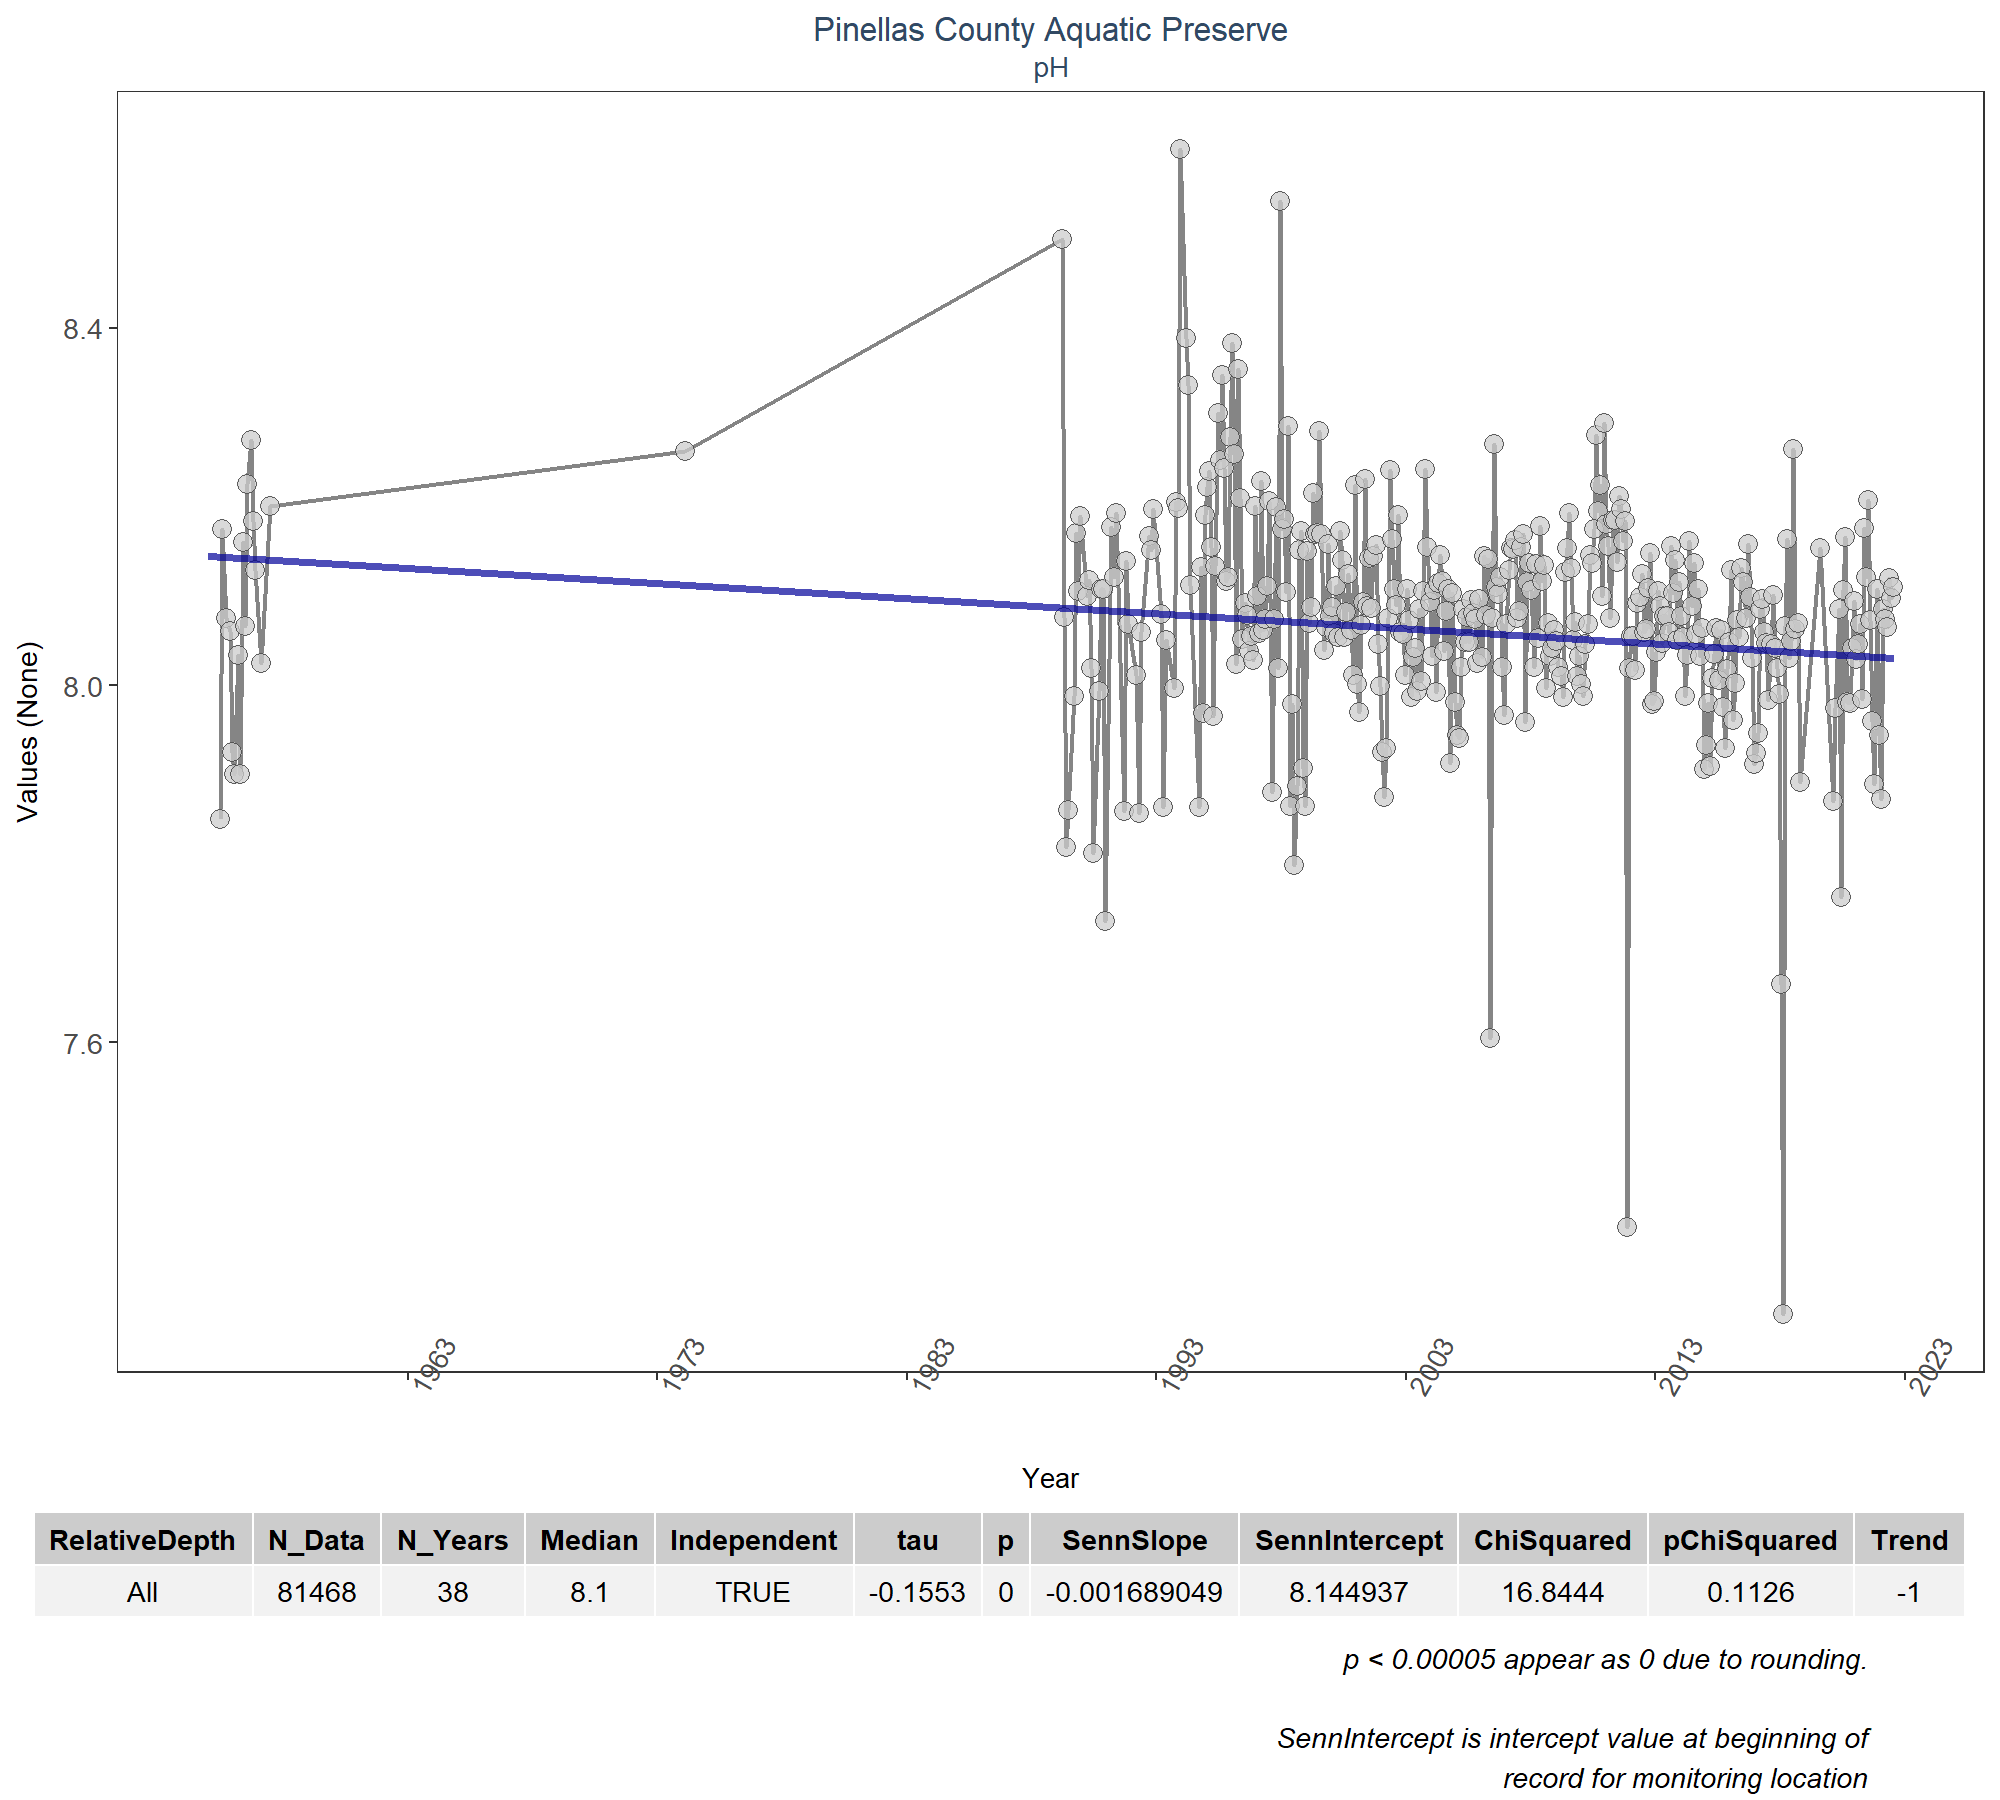 Pinellas County Aquatic Preserve
pH
8.4
8.0
7.6
Values (None)
1963 1973 1983 1993 2003 2013 2023
Year
RelativeDepth N_Data N_Years Median Independent tau p SennSlope SennIntercept ChiSquared pChiSquared Trend
All 81468 38 8.1 TRUE -0.1553 0 -0.001689049 8.144937 16.8444 0.1126 -1
p < 0.00005 appear as 0 due to rounding.
SennIntercept is intercept value at beginning of
record for monitoring location